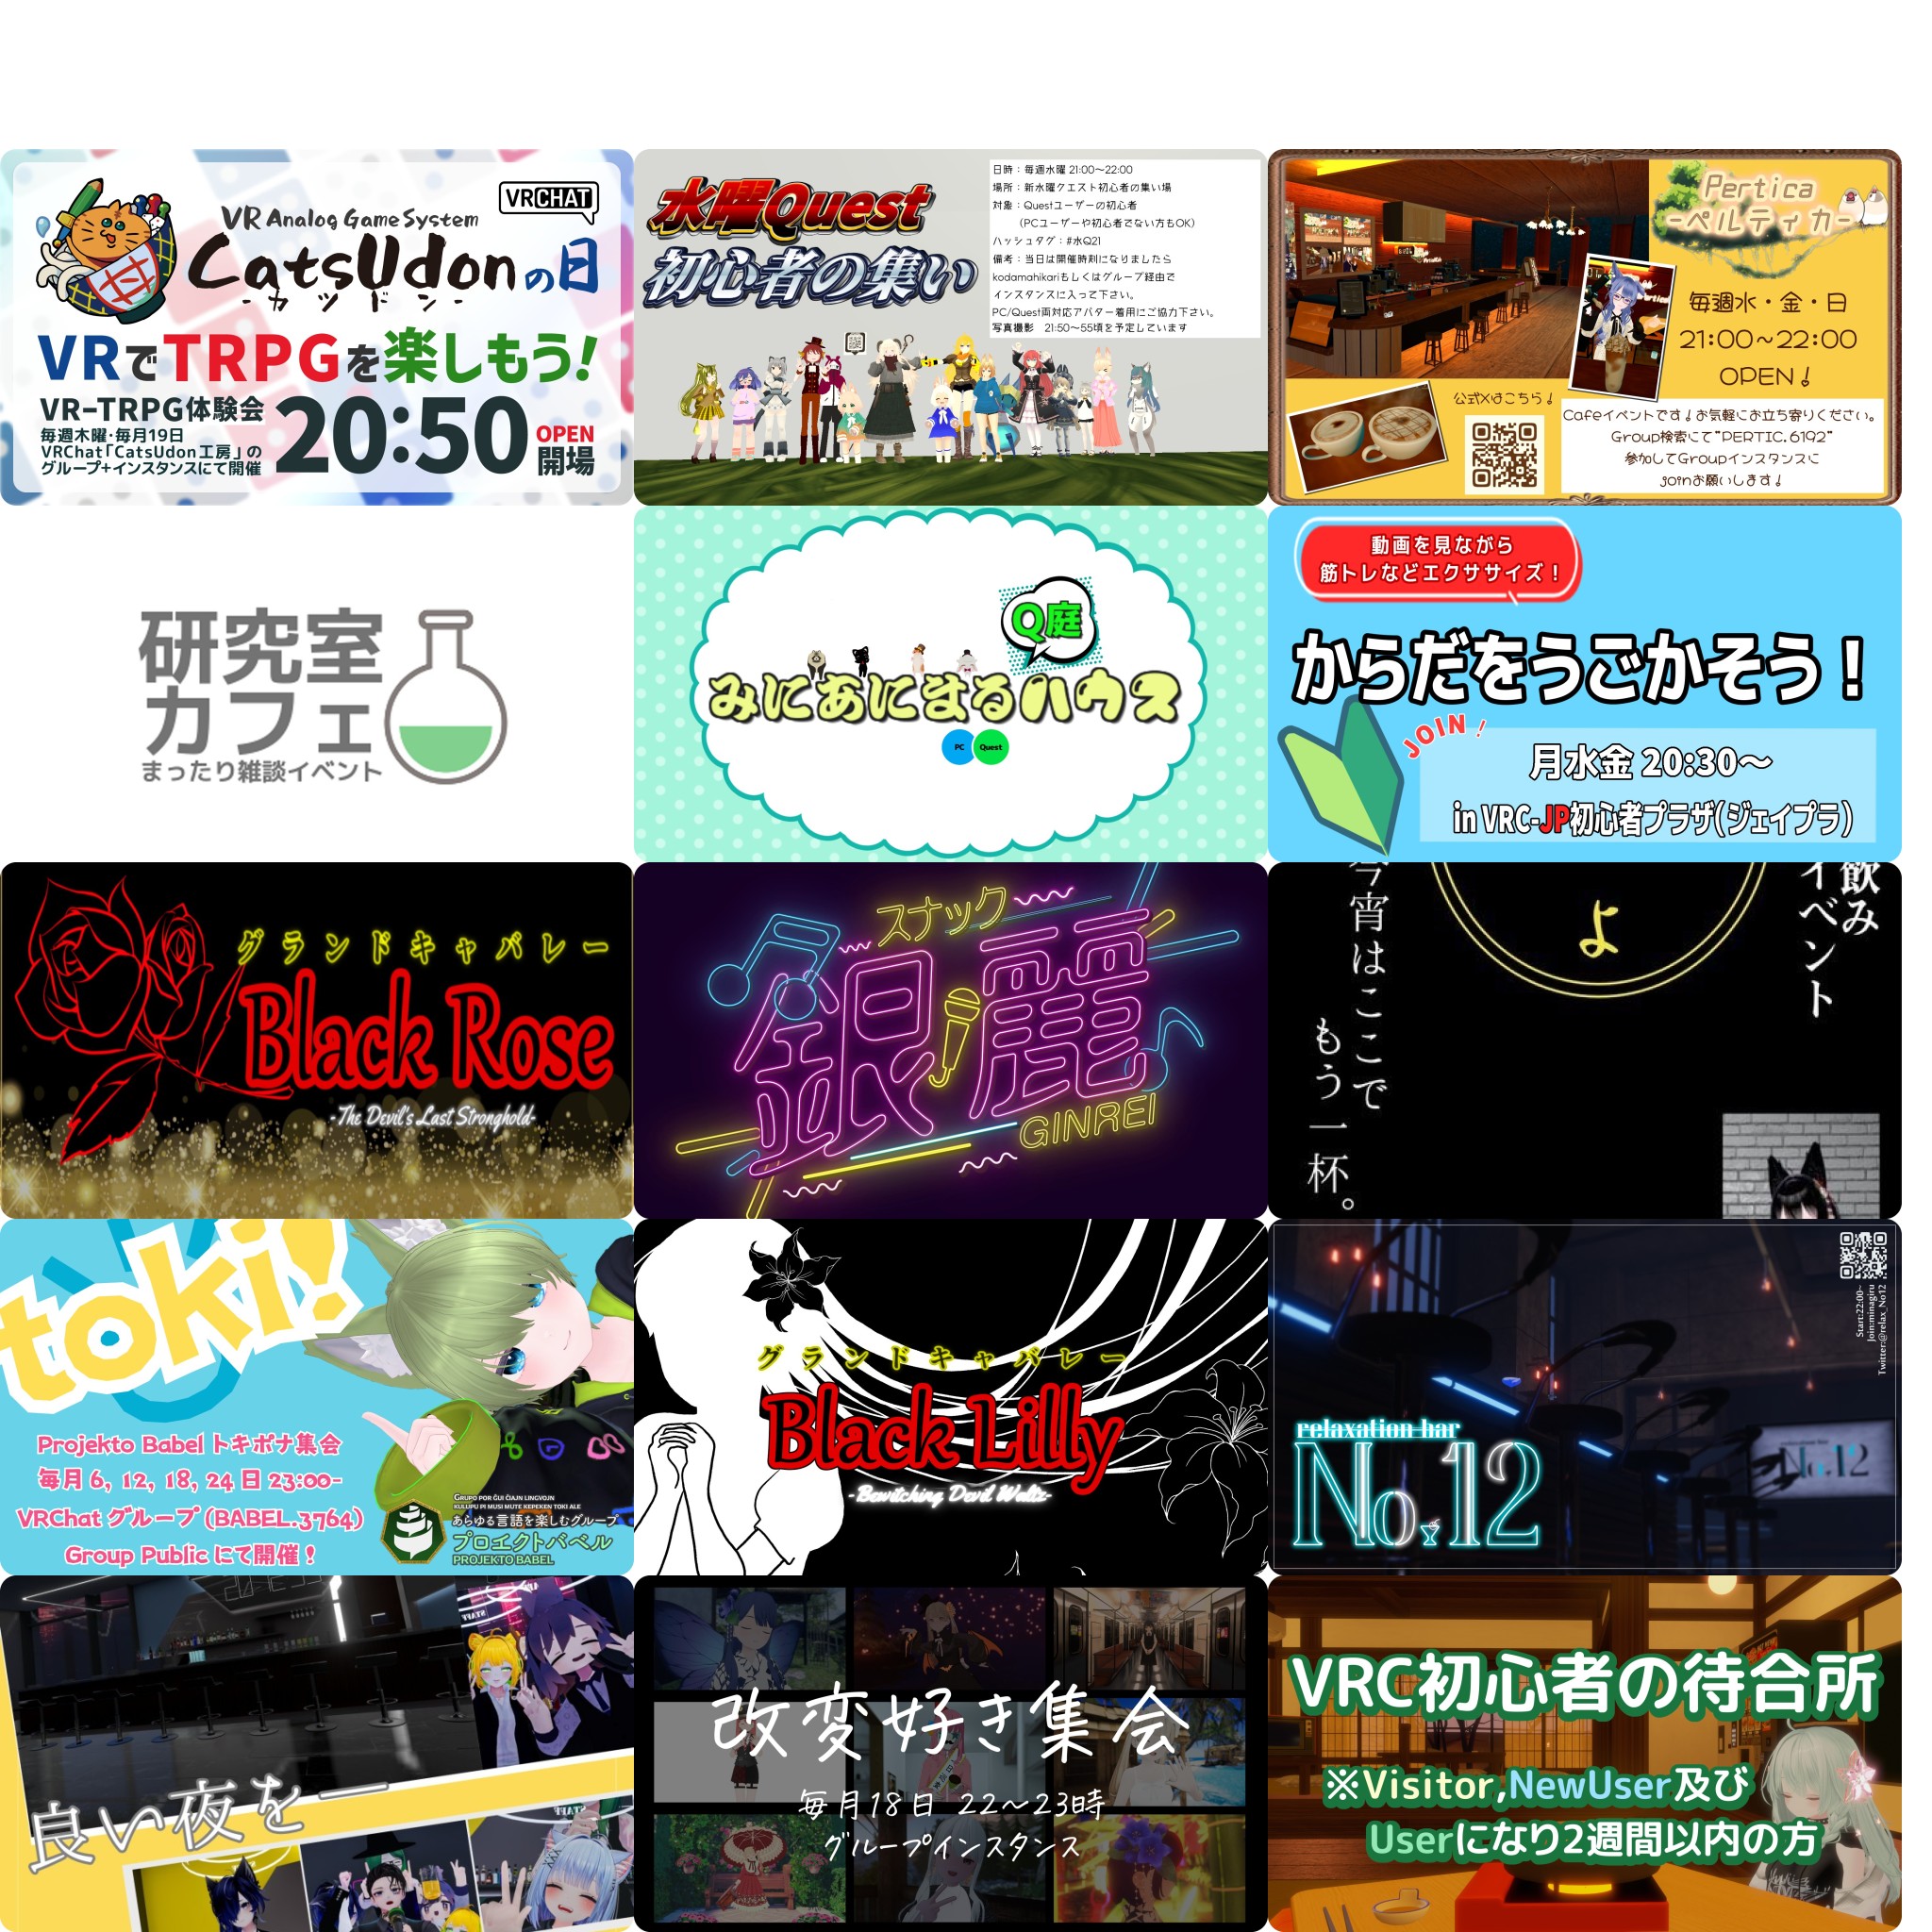 VR Analog Game System
VRCHAT
CatsUdonの日
-カツドン-
VRでTRPGを楽しもう!
VR-TRPG体験会
毎週木曜・毎月19日
VRChat「CatsUdon工房」の
グループ+インスタンスにて開催
20:50
OPEN
開場
水曜Quest
初心者の集い
日時：毎週水曜 21:00～22:00
場所：新水曜クエスト初心者の集い場
対象：Questユーザーの初心者
(PCユーザーや初心者でない方もOK)
ハッシュタグ：#水Q21
備考：当日は開催時刻になりましたら
kodamahikariもしくはグループ経由で
インスタンスに入って下さい。
PC/Quest両対応アバター着用にご協力下さい。
写真撮影　21:50～55頃を予定しています
Pertica
-ペルティカ-
毎週水・金・日
21:00～22:00
OPEN！
公式Xはこちら！
Cafeイベントです！お気軽にお立ち寄りください。
Group検索にて"PERTIC.6192"
参加してGroupインスタンスに
joinお願いします！
研究室
カフェ
まったり雑談イベント
Q庭
みにあにまるハウス
PC
Quest
動画を見ながら
筋トレなどエクササイズ！
からだをうごかそう！
JOIN！
月水金 20:30～
in VRC-JP初心者プラザ(ジェイプラ)
グランドキャバレー
Black Rose
-The Devil's Last Stronghold-
スナック
銀麗
GINREI
飲み
イベント
よ
今宵はここで
もう一杯。
toki!
Projekto Babel トキポナ集会
毎月 6, 12, 18, 24 日 23:00-
VRChat グループ (BABEL.3764)
Group Public にて開催！
GRUPO POR ĜUI ĈIAJN LINGVOJN
KULUPU PI MUSI MUTE KEPEKEN TOKI ALE
あらゆる言語を楽しむグループ
プロエクトバベル
PROJEKTO BABEL
グランドキャバレー
Black Lilly
-Bewitching Devil Waltz-
Start:22:00~
Join:minagiru
Twitter:@relax_No12
relaxation bar
No.12
No.12
STAFF
良い夜を—
STAFF
改変好き集会
毎月18日 22～23時
グループインスタンス
VRC初心者の待合所
※Visitor,NewUser及び
Userになり2週間以内の方